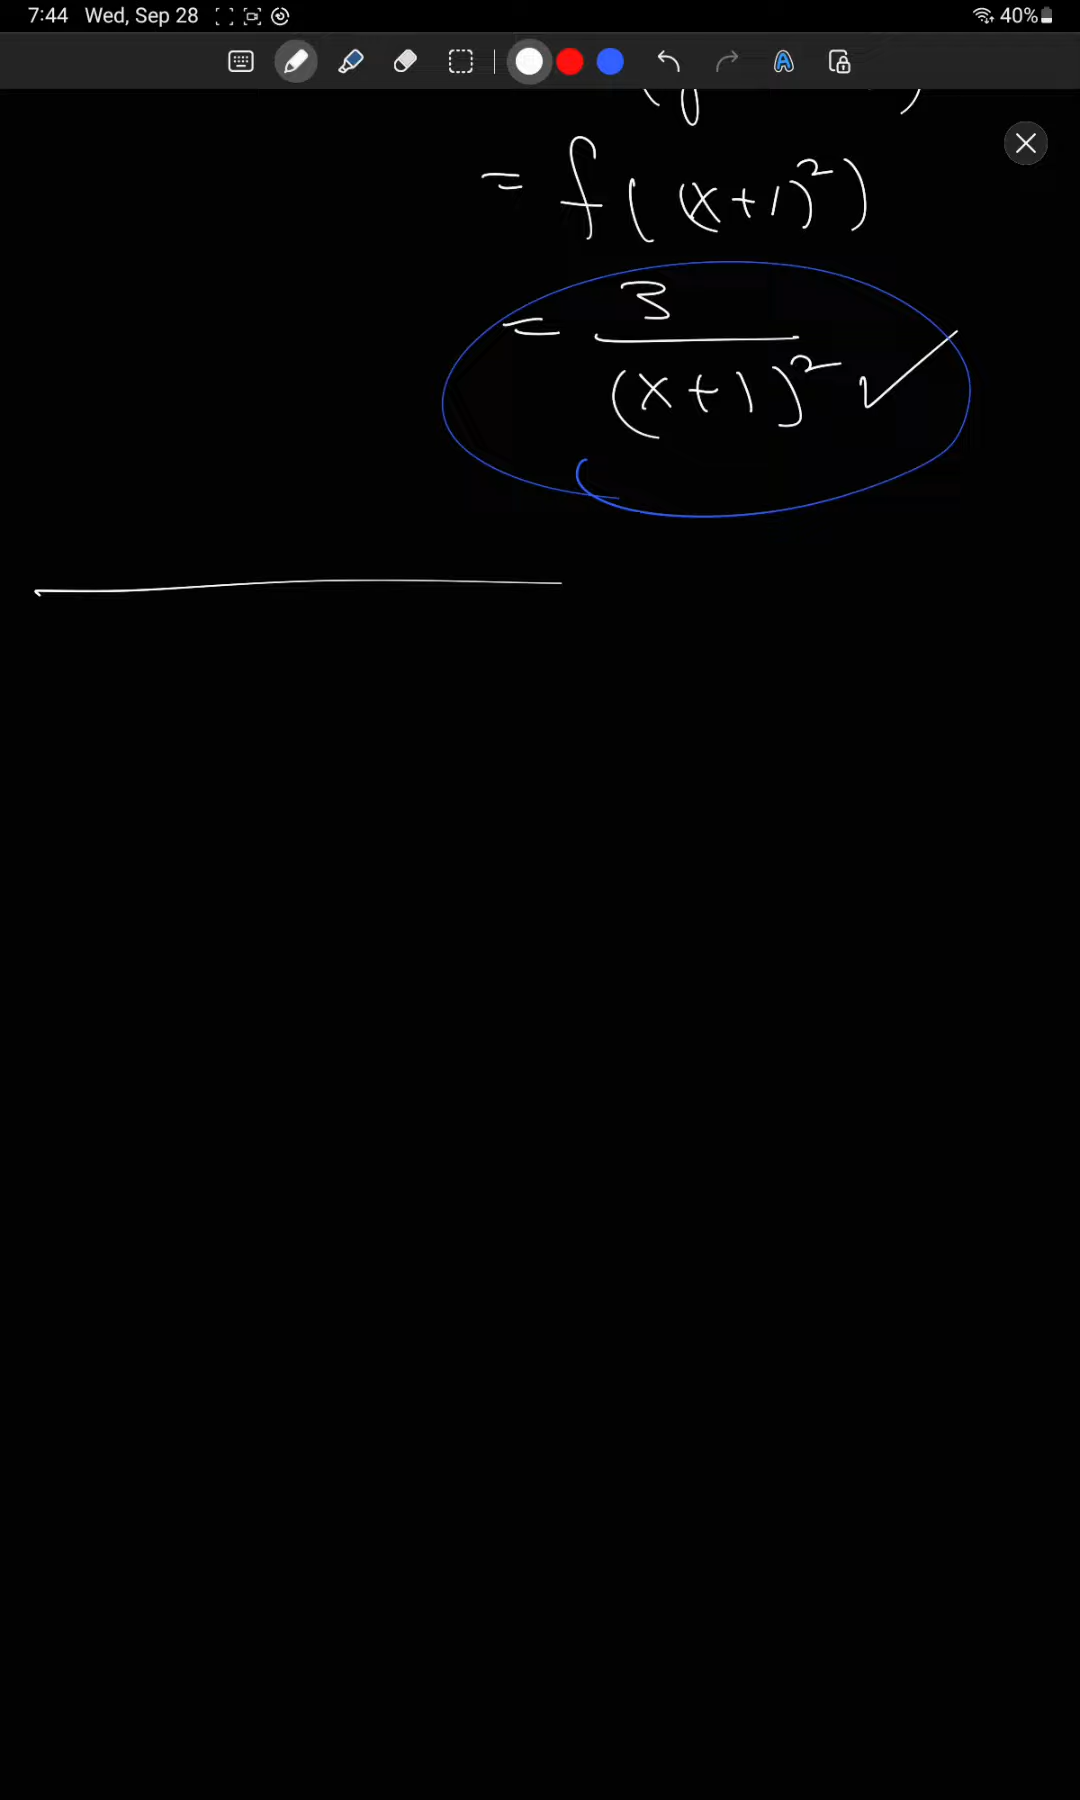 7:44 Wed, Sep 28 40%
= f((x+1)²)
= 3
(x+1)² ✓